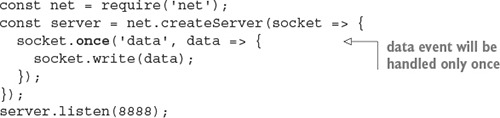 const net = require('net');
const server = net.createServer(socket => {
  socket.once('data', data => {
    socket.write(data);
  });
});
server.listen(8888);
data event will be
handled only once